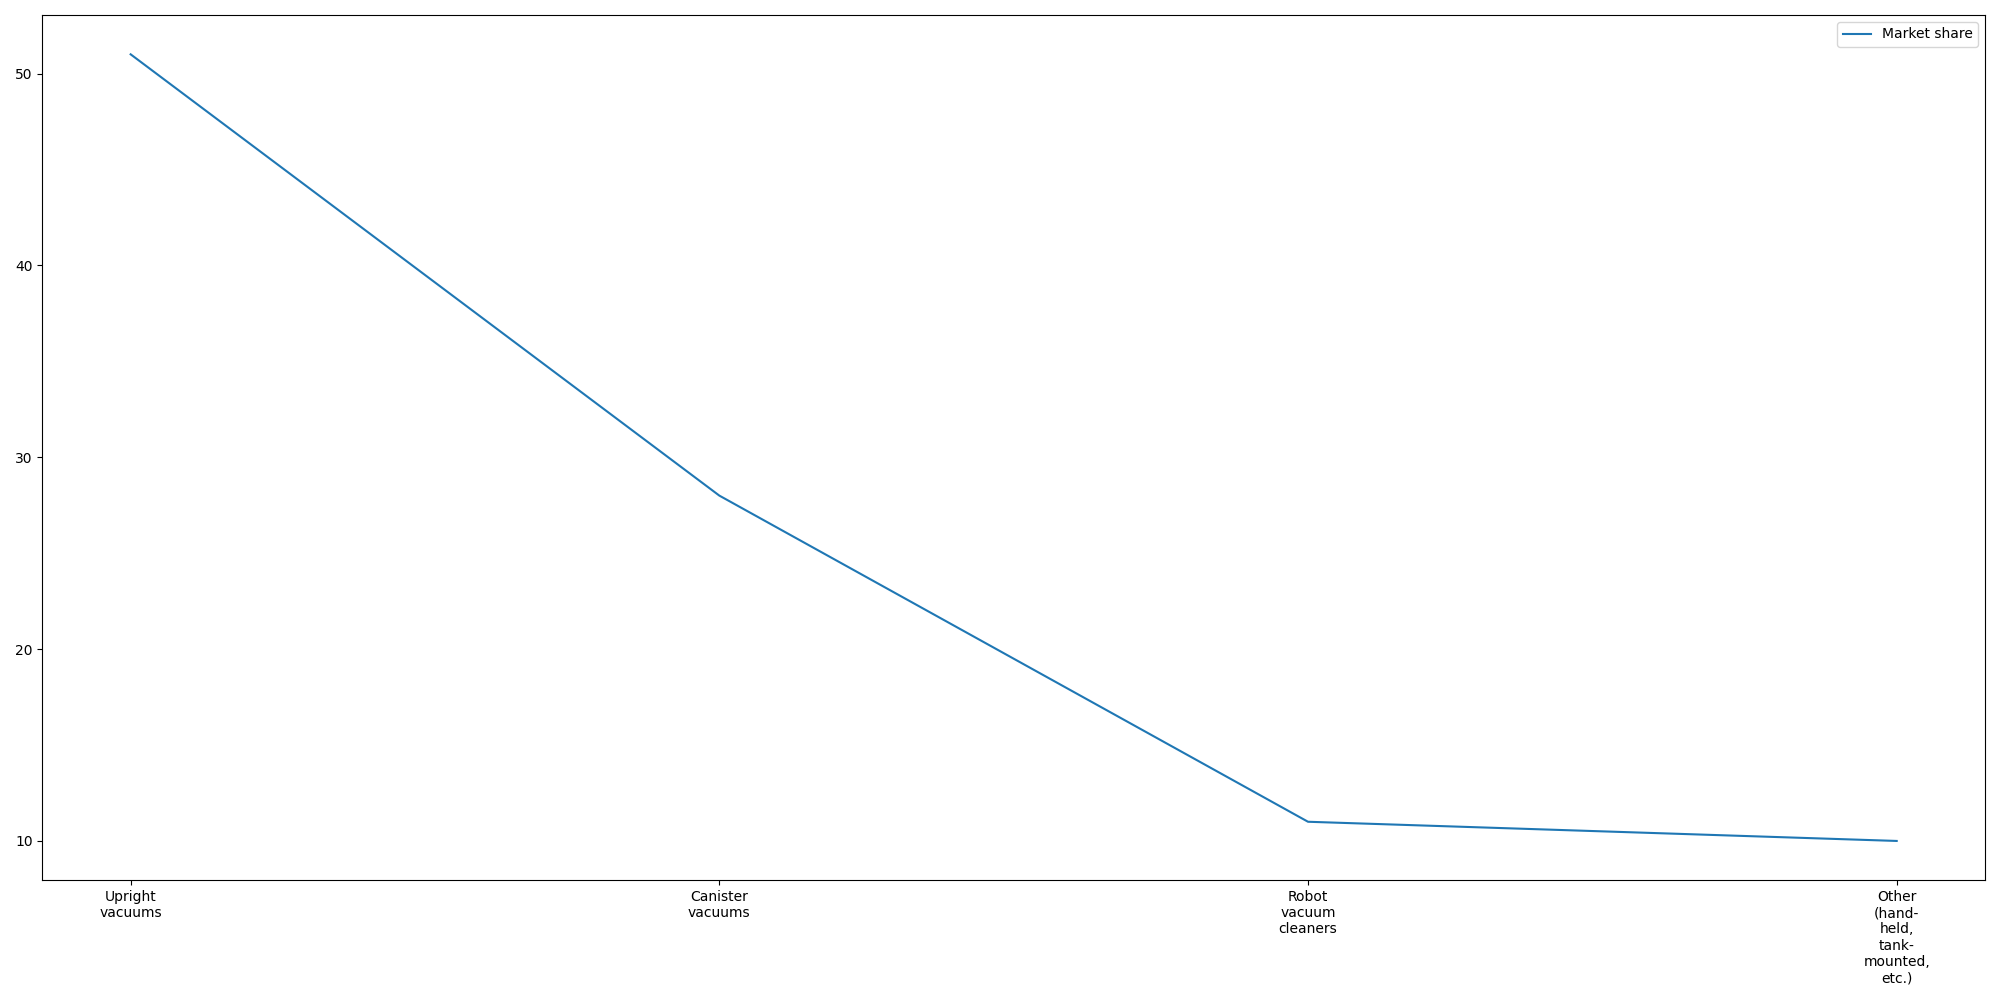 Market share
50
40
30
20
10
Upright
vacuums
Canister
vacuums
Robot
vacuum
cleaners
Other
(hand-
held,
tank-
mounted,
etc.)